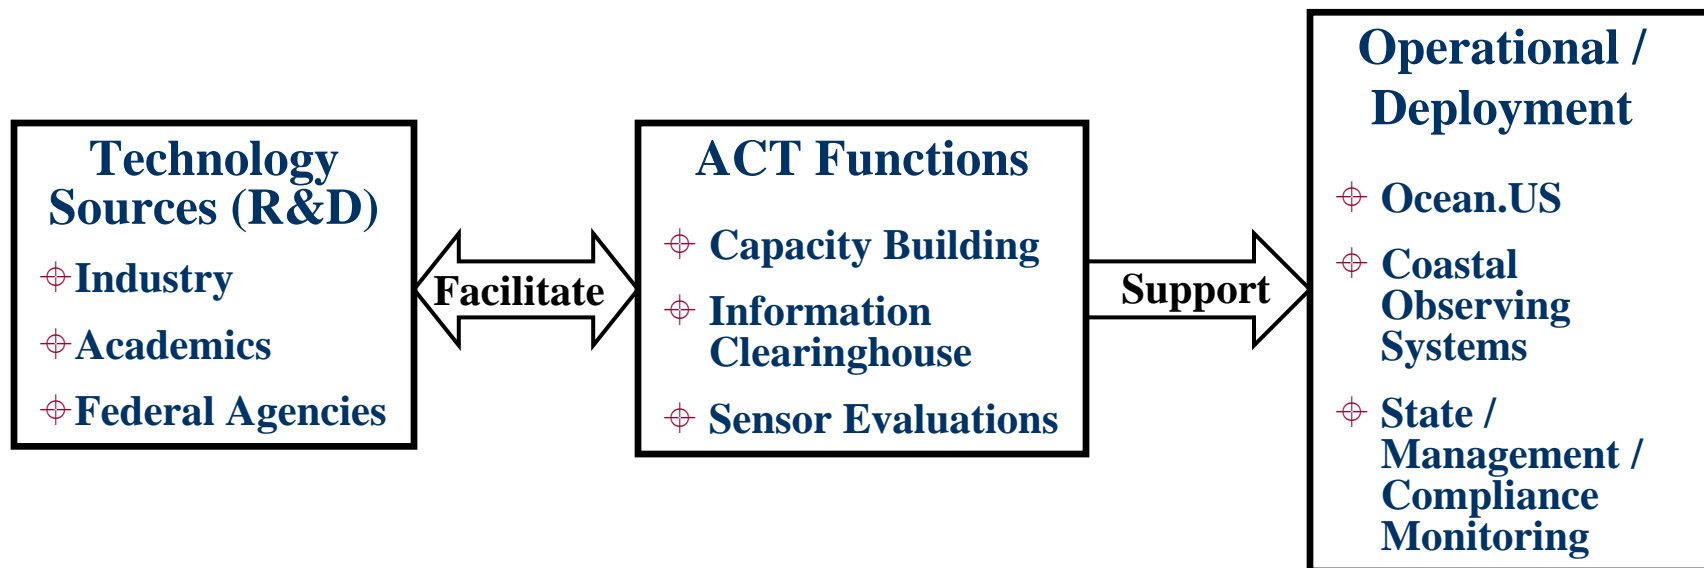 Technology
Sources (R&D)
Industry
Academics
Federal Agencies
Facilitate
ACT Functions
Capacity Building
Information
Clearinghouse
Sensor Evaluations
Support
Operational /
Deployment
Ocean.US
Coastal
Observing
Systems
State /
Management /
Compliance
Monitoring